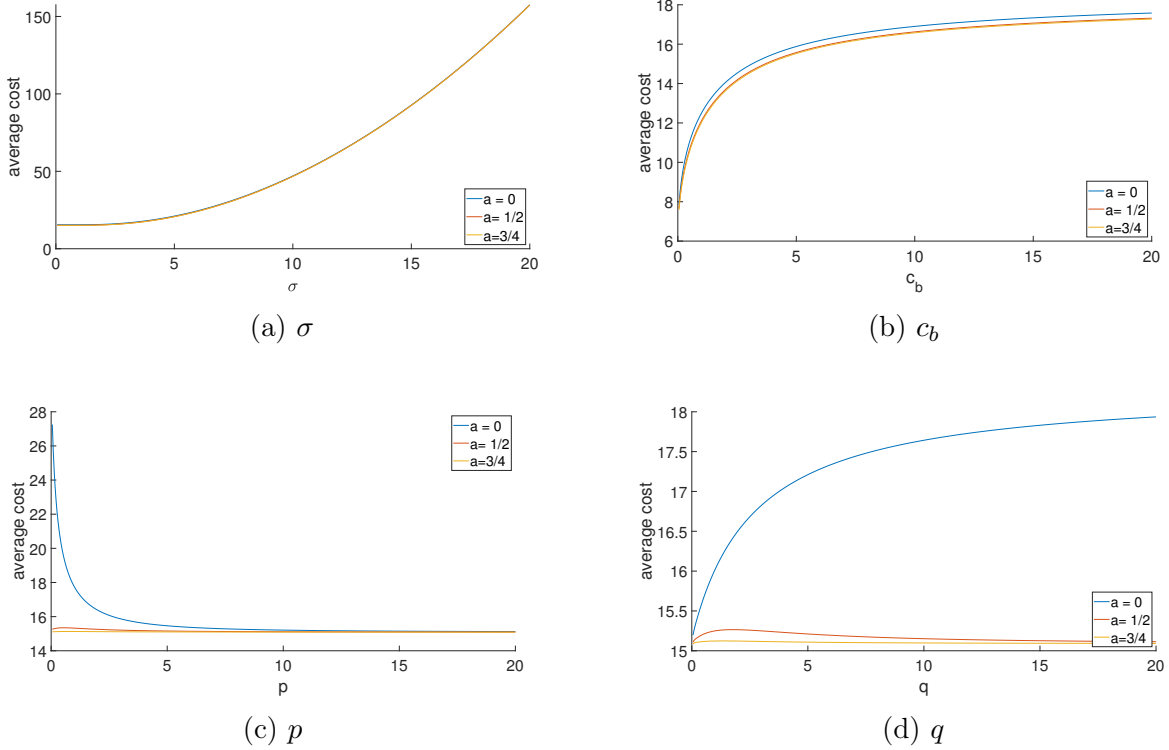 average cost
150
100
50
0
0 5 10 15 20
σ
a = 0
a= 1/2
a=3/4
(a) σ
average cost
18
16
14
12
10
8
6
0 5 10 15 20
c_b
a = 0
a= 1/2
a=3/4
(b) c_b
average cost
28
26
24
22
20
18
16
14
0 5 10 15 20
p
a = 0
a= 1/2
a=3/4
(c) p
average cost
18
17.5
17
16.5
16
15.5
15
0 5 10 15 20
q
a = 0
a= 1/2
a=3/4
(d) q